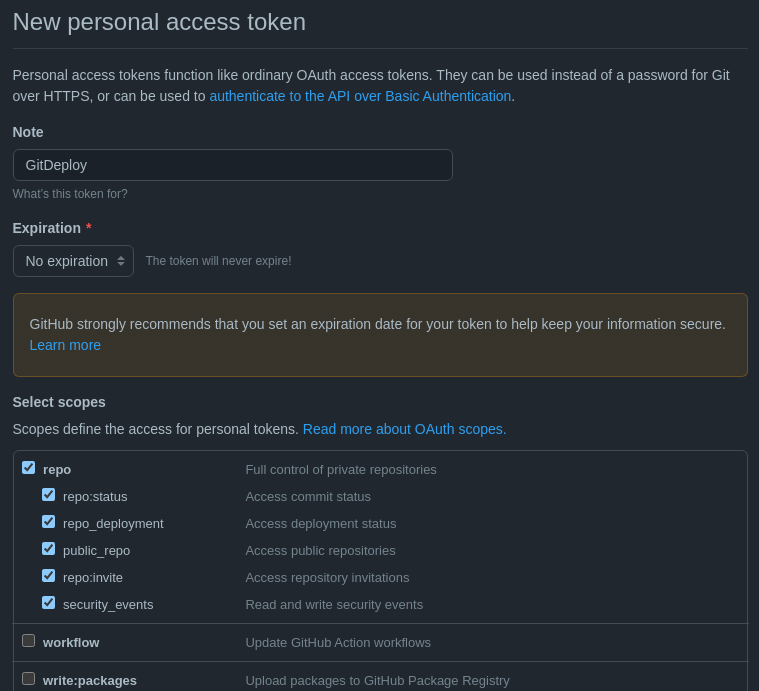 New personal access token
Personal access tokens function like ordinary OAuth access tokens. They can be used instead of a password for Git
over HTTPS, or can be used to authenticate to the API over Basic Authentication.
Note
GitDeploy
What's this token for?
Expiration *
No expiration The token will never expire!
GitHub strongly recommends that you set an expiration date for your token to help keep your information secure.
Learn more
Select scopes
Scopes define the access for personal tokens. Read more about OAuth scopes.
repo Full control of private repositories
repo:status Access commit status
repo_deployment Access deployment status
public_repo Access public repositories
repo:invite Access repository invitations
security_events Read and write security events
workflow Update GitHub Action workflows
write:packages Upload packages to GitHub Package Registry